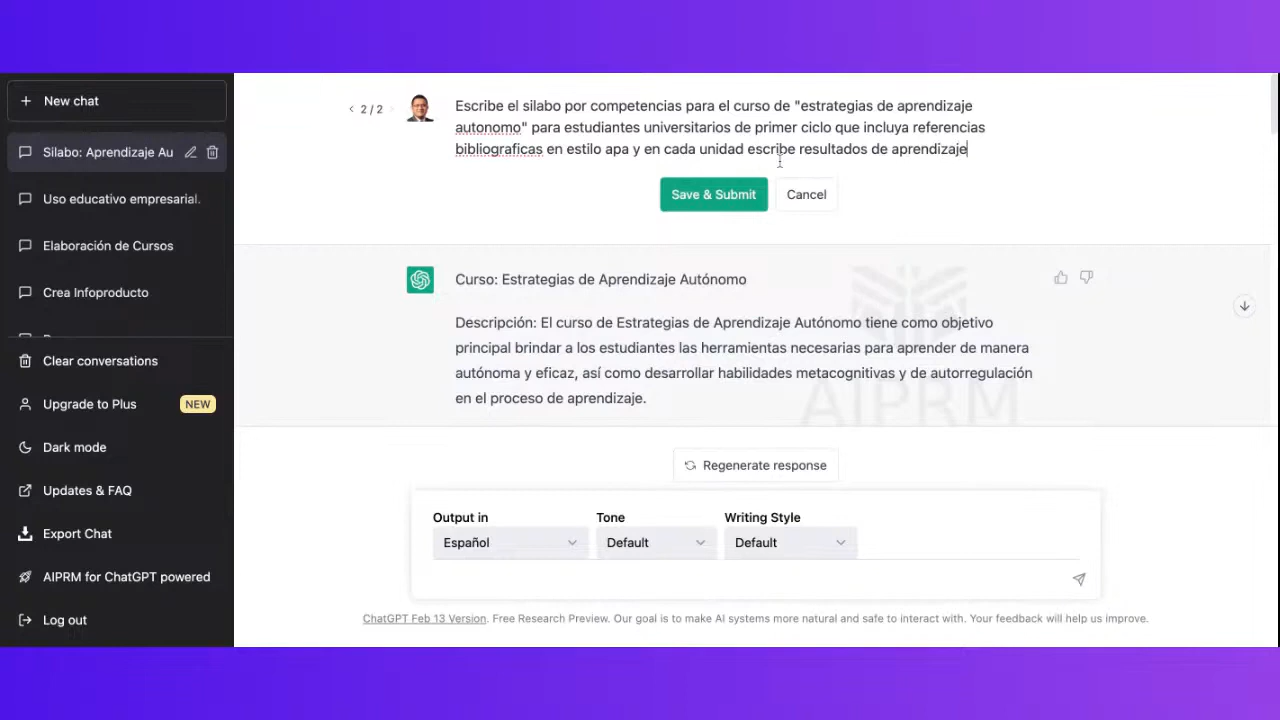 New chat
Silabo: Aprendizaje Au
Uso educativo empresarial.
Elaboración de Cursos
Crea Infoproducto
Clear conversations
Upgrade to Plus NEW
Dark mode
Updates & FAQ
Export Chat
AIPRM for ChatGPT powered
Log out
< 2 / 2 >
Escribe el silabo por competencias para el curso de "estrategias de aprendizaje
autonomo" para estudiantes universitarios de primer ciclo que incluya referencias
bibliograficas en estilo apa y en cada unidad escribe resultados de aprendizaje
Save & Submit Cancel
Curso: Estrategias de Aprendizaje Autónomo
Descripción: El curso de Estrategias de Aprendizaje Autónomo tiene como objetivo
principal brindar a los estudiantes las herramientas necesarias para aprender de manera
autónoma y eficaz, así como desarrollar habilidades metacognitivas y de autorregulación
en el proceso de aprendizaje.
AIPRM
Regenerate response
Output in Tone Writing Style
Español Default Default
ChatGPT Feb 13 Version. Free Research Preview. Our goal is to make AI systems more natural and safe to interact with. Your feedback will help us improve.